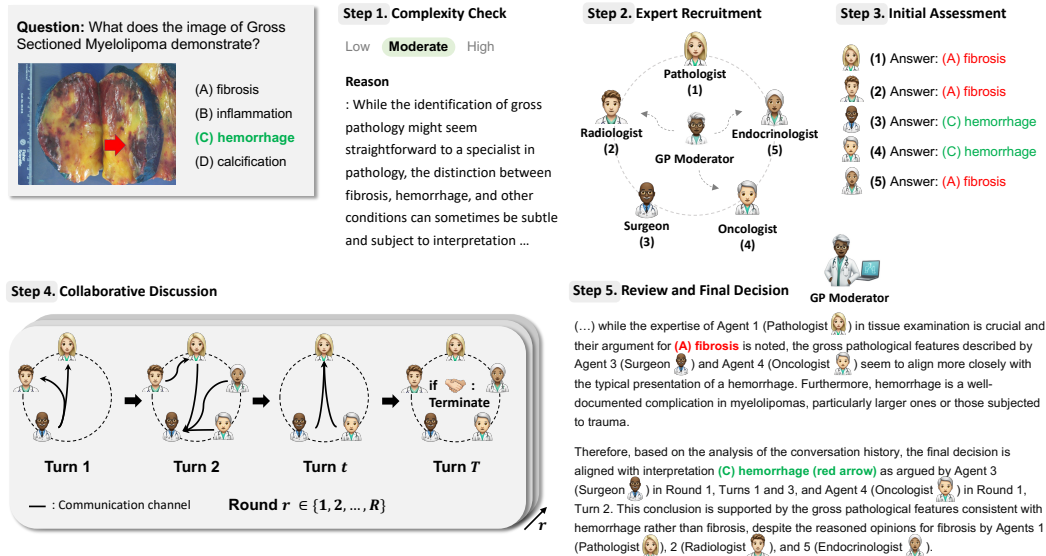 Question: What does the image of Gross
Sectioned Myelolipoma demonstrate?
(A) fibrosis
(B) inflammation
(C) hemorrhage
(D) calcification
Step 1. Complexity Check
Low Moderate High
Reason
: While the identification of gross
pathology might seem
straightforward to a specialist in
pathology, the distinction between
fibrosis, hemorrhage, and other
conditions can sometimes be subtle
and subject to interpretation ...
Step 2. Expert Recruitment
Pathologist
(1)
Radiologist
(2)
GP Moderator
Endocrinologist
(5)
Surgeon
(3)
Oncologist
(4)
Step 3. Initial Assessment
(1) Answer: (A) fibrosis
(2) Answer: (A) fibrosis
(3) Answer: (C) hemorrhage
(4) Answer: (C) hemorrhage
(5) Answer: (A) fibrosis
Step 4. Collaborative Discussion
if :
Terminate
Turn 1 Turn 2 Turn t Turn T
: Communication channel
Round r ∈ {1, 2, ..., R}
r
Step 5. Review and Final Decision
GP Moderator
(...) while the expertise of Agent 1 (Pathologist ) in tissue examination is crucial and
their argument for (A) fibrosis is noted, the gross pathological features described by
Agent 3 (Surgeon ) and Agent 4 (Oncologist ) seem to align more closely with
the typical presentation of a hemorrhage. Furthermore, hemorrhage is a well-
documented complication in myelolipomas, particularly larger ones or those subjected
to trauma.
Therefore, based on the analysis of the conversation history, the final decision is
aligned with interpretation (C) hemorrhage (red arrow) as argued by Agent 3
(Surgeon ) in Round 1, Turns 1 and 3, and Agent 4 (Oncologist ) in Round 1,
Turn 2. This conclusion is supported by the gross pathological features consistent with
hemorrhage rather than fibrosis, despite the reasoned opinions for fibrosis by Agents 1
(Pathologist ), 2 (Radiologist ), and 5 (Endocrinologist ).